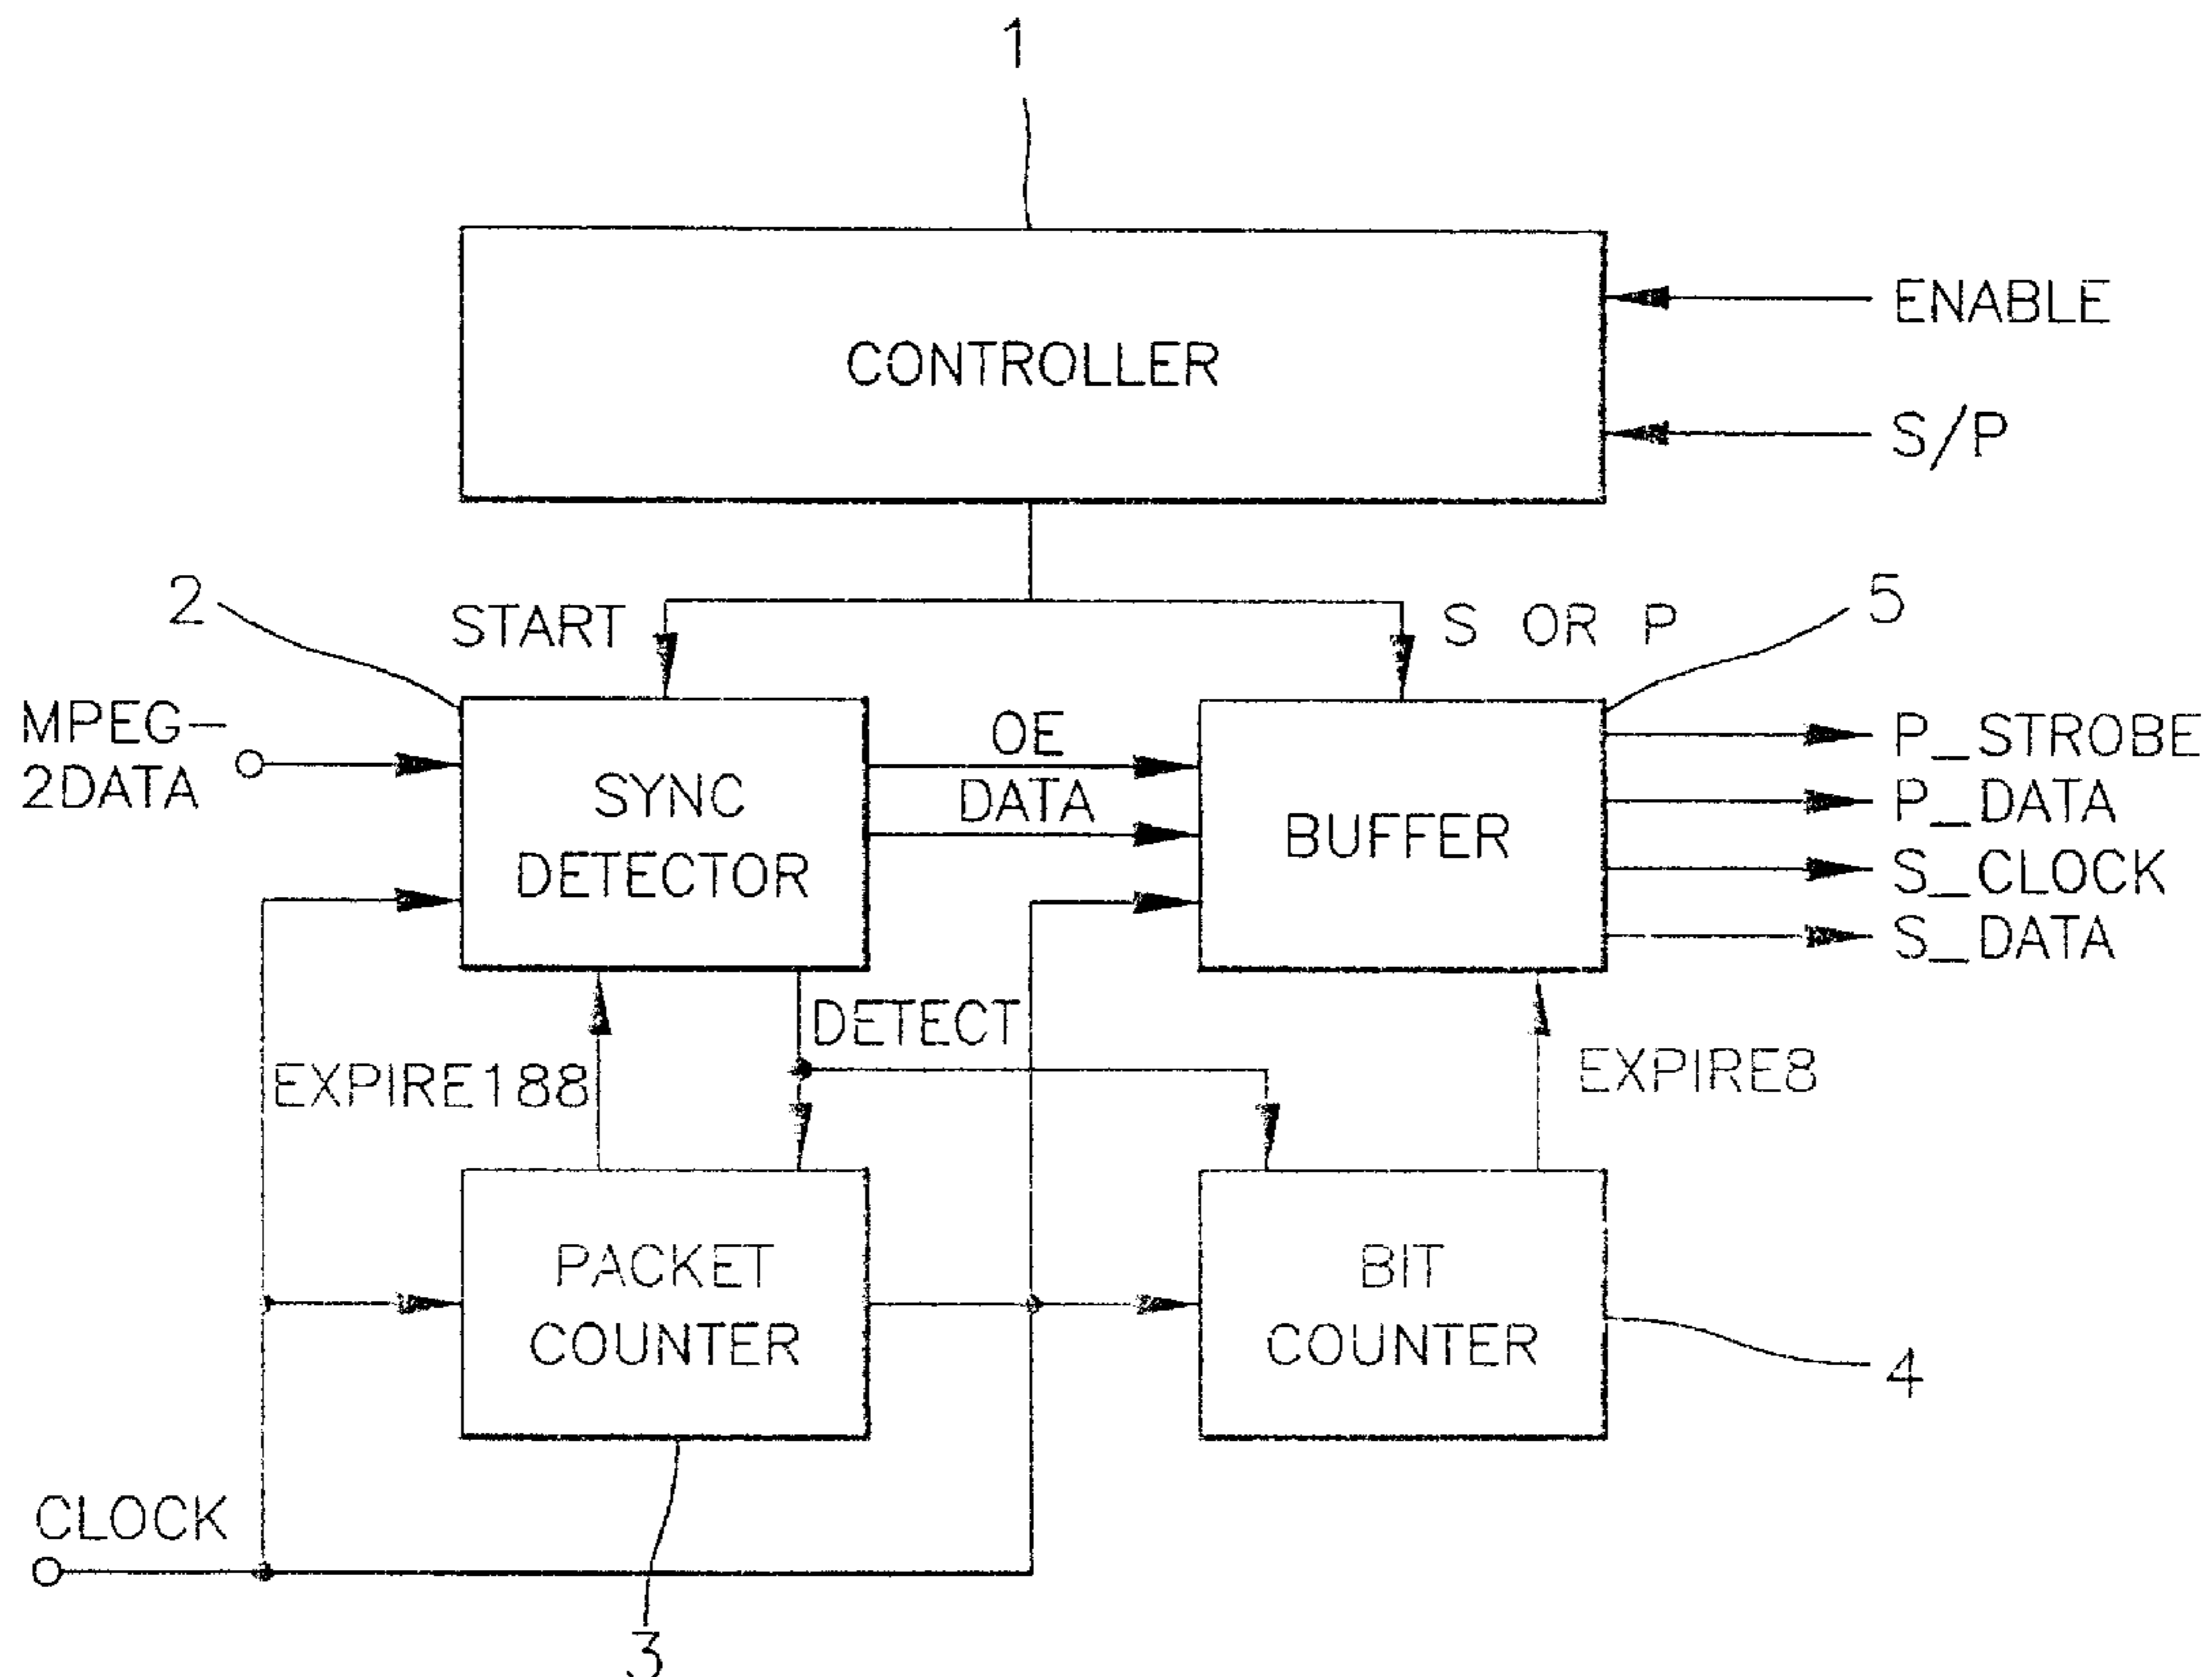 1
CONTROLLER
ENABLE
S/P
2
START
S OR P
5
MPEG-
2DATA
SYNC
DETECTOR
OE
DATA
BUFFER
P_STROBE
P_DATA
S_CLOCK
S_DATA
DETECT
EXPIRE188
EXPIRE8
PACKET
COUNTER
BIT
COUNTER
4
CLOCK
3